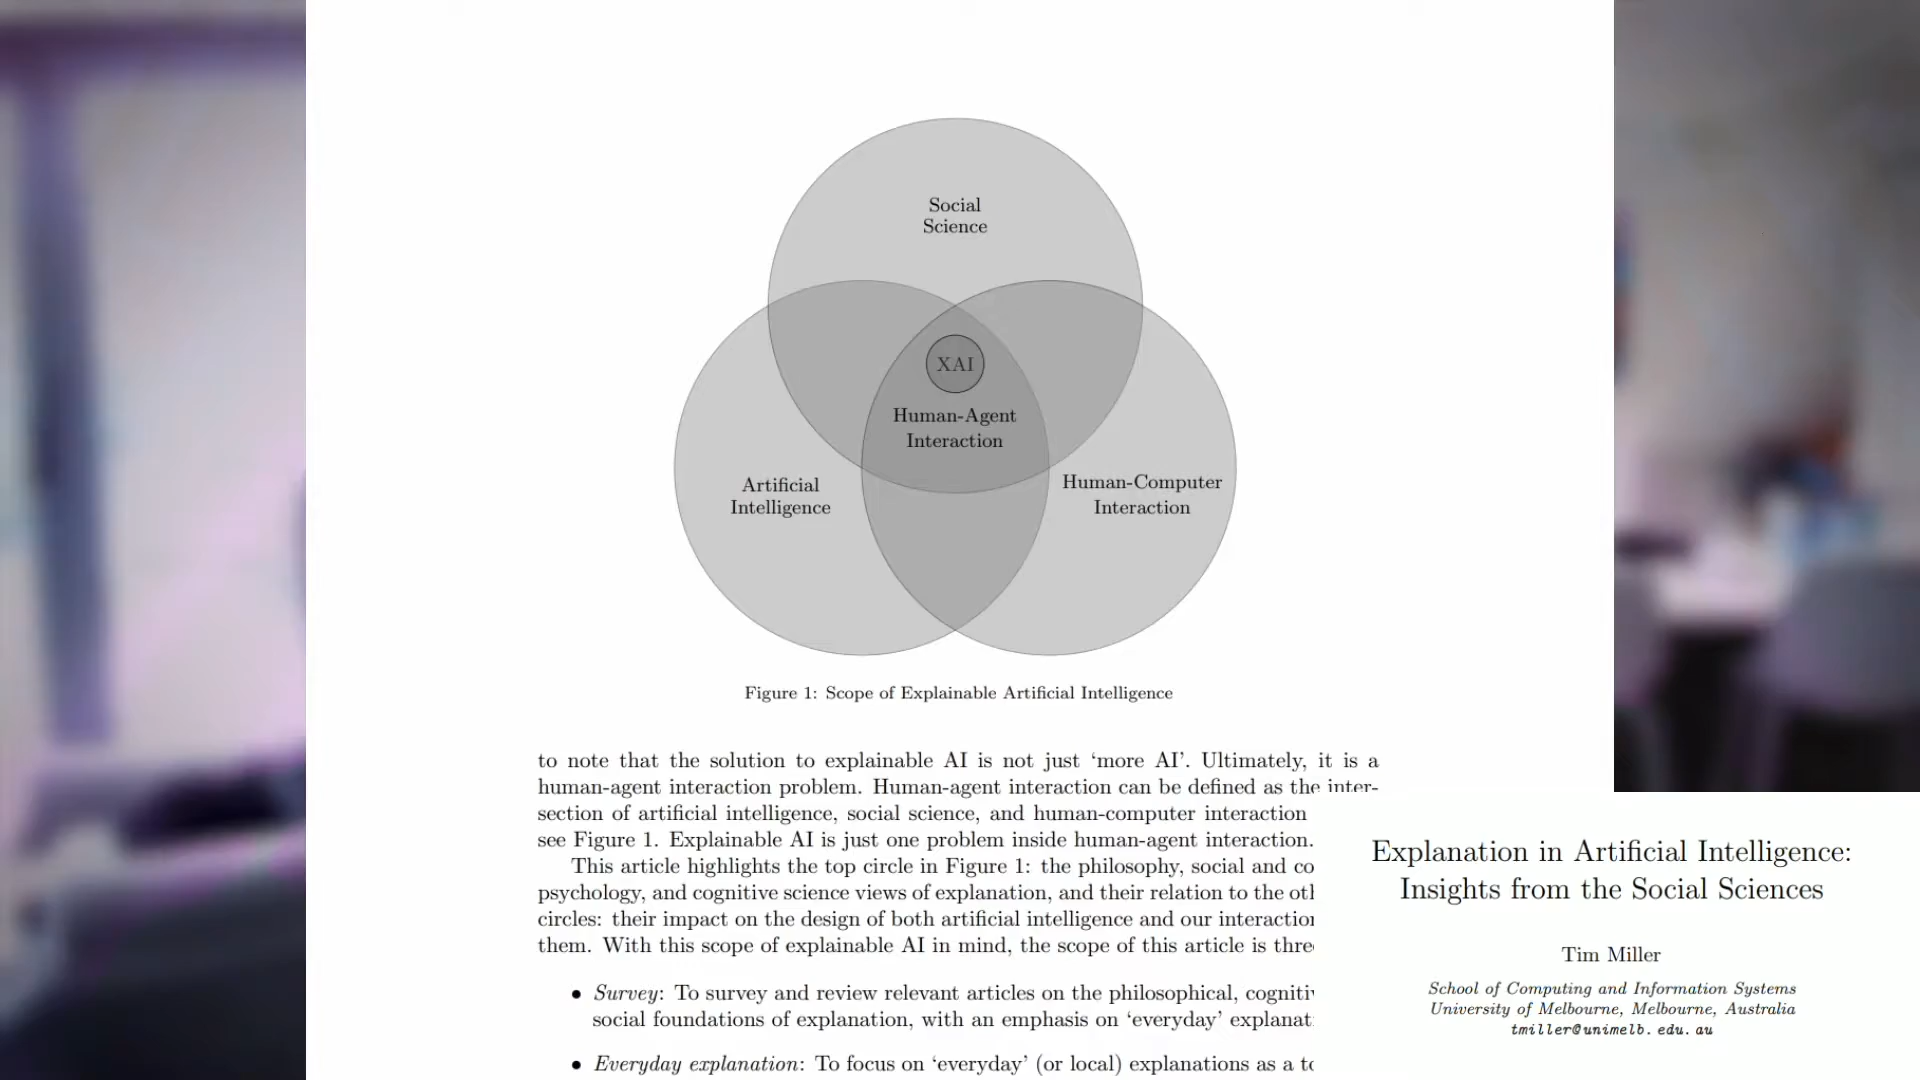 Social
Science
XAI
Human-Agent
Interaction
Artificial
Intelligence
Human-Computer
Interaction
Figure 1: Scope of Explainable Artificial Intelligence
to note that the solution to explainable AI is not just ‘more AI’. Ultimately, it is a
human-agent interaction problem. Human-agent interaction can be defined as the inter-
section of artificial intelligence, social science, and human-computer interaction
see Figure 1. Explainable AI is just one problem inside human-agent interaction.
This article highlights the top circle in Figure 1: the philosophy, social and co
psychology, and cognitive science views of explanation, and their relation to the
circles: their impact on the design of both artificial intelligence and our
them. With this scope of explainable AI in mind, the scope of this article is
• Survey: To survey and review relevant articles on the philosophical,
social foundations of explanation, with an emphasis on ‘everyday’
• Everyday explanation: To focus on ‘everyday’ (or local) explanations as a
Explanation in Artificial Intelligence:
Insights from the Social Sciences
Tim Miller
School of Computing and Information Systems
University of Melbourne, Melbourne, Australia
tmiller@unimelb.edu.au